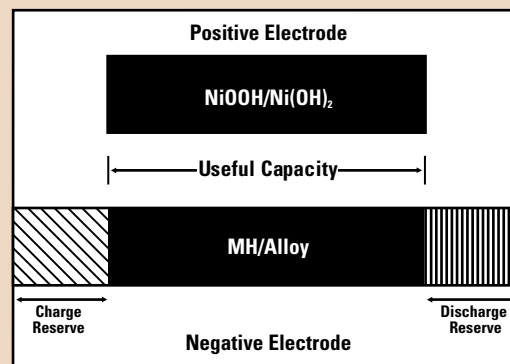 Positive Electrode
NiOOH/Ni(OH)₂
Useful Capacity
MH/Alloy
Charge
Reserve
Discharge
Reserve
Negative Electrode